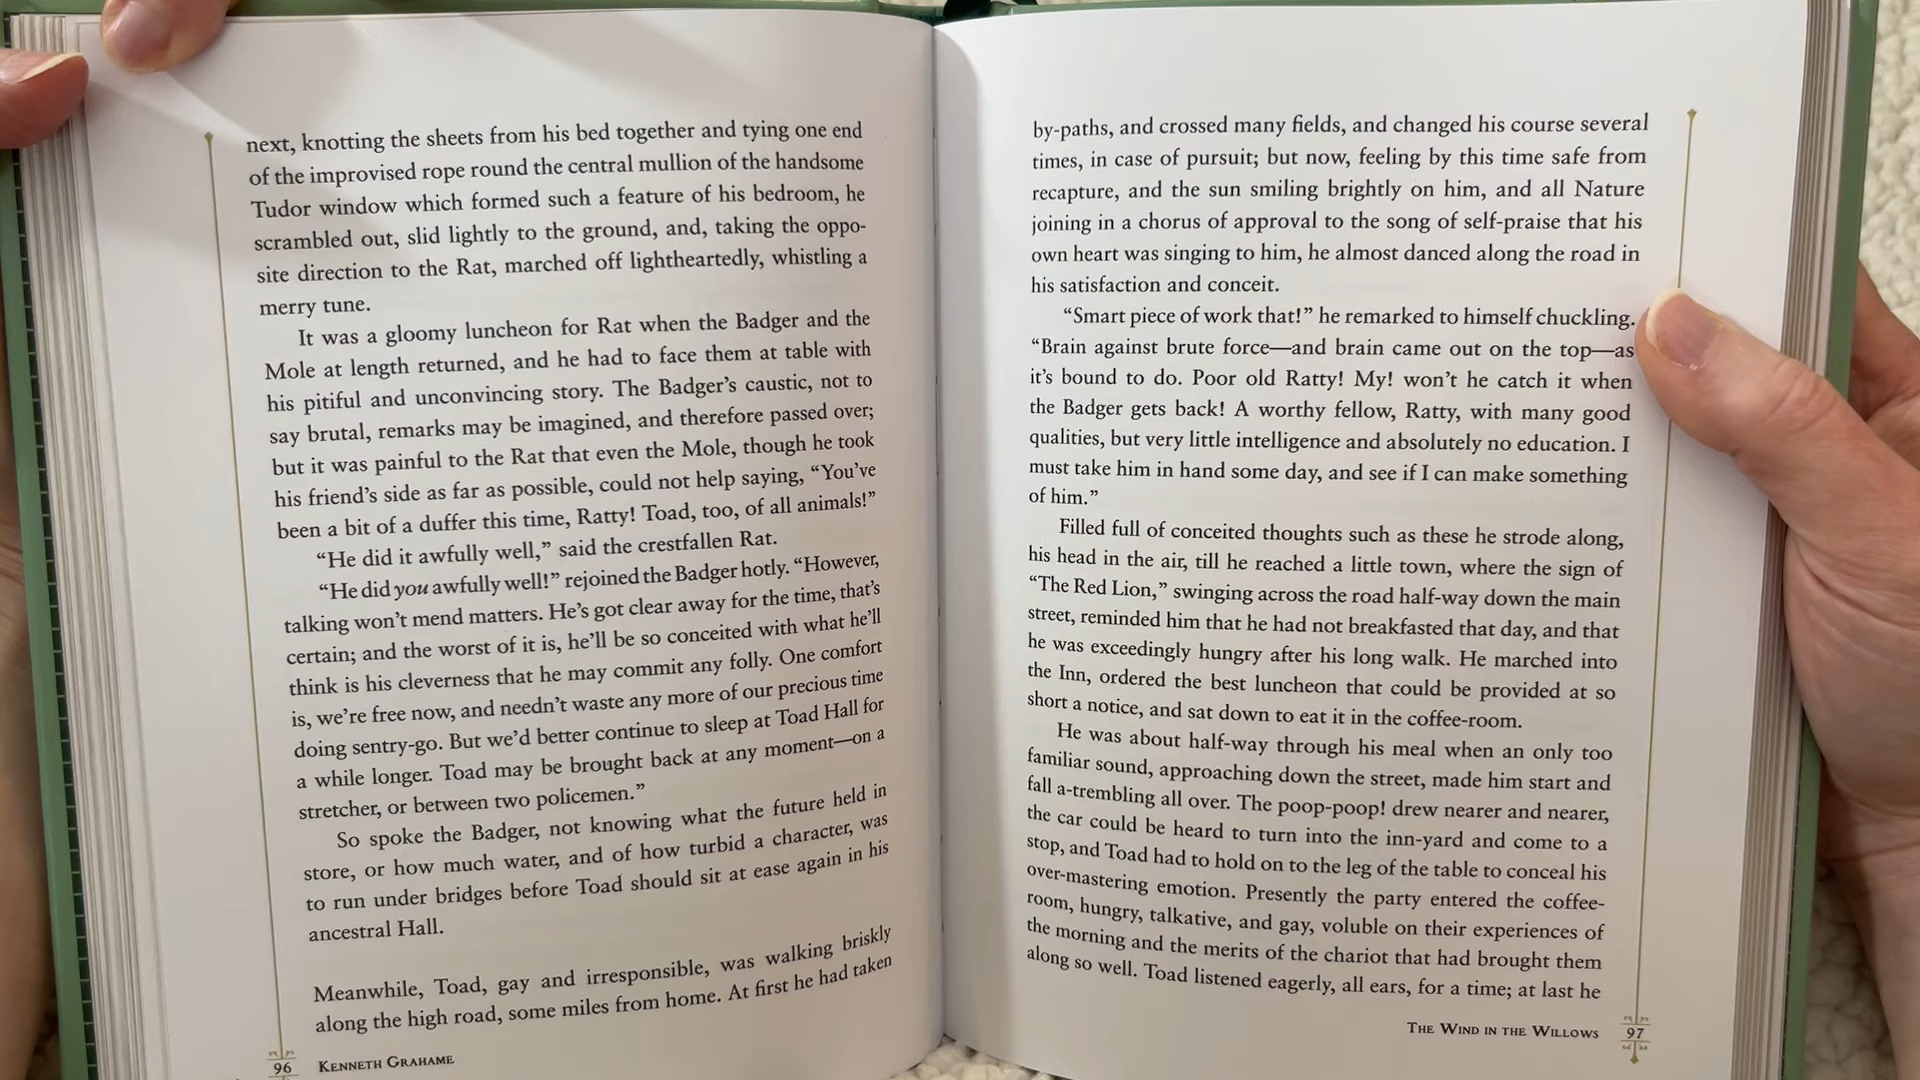 next, knotting the sheets from his bed together and tying one end
of the improvised rope round the central mullion of the handsome
Tudor window which formed such a feature of his bedroom, he
scrambled out, slid lightly to the ground, and, taking the oppo-
site direction to the Rat, marched off lightheartedly, whistling a
merry tune.
It was a gloomy luncheon for Rat when the Badger and the
Mole at length returned, and he had to face them at table with
his pitiful and unconvincing story. The Badger's caustic, not to
say brutal, remarks may be imagined, and therefore passed over;
but it was painful to the Rat that even the Mole, though he took
his friend's side as far as possible, could not help saying, “You've
been a bit of a duffer this time, Ratty! Toad, too, of all animals!”
“He did it awfully well,” said the crestfallen Rat.
“He did you awfully well!” rejoined the Badger hotly. “However,
talking won't mend matters. He's got clear away for the time, that's
certain; and the worst of it is, he'll be so conceited with what he'll
think is his cleverness that he may commit any folly. One comfort
is, we're free now, and needn't waste any more of our precious time
doing sentry-go. But we'd better continue to sleep at Toad Hall for
a while longer. Toad may be brought back at any moment—on a
stretcher, or between two policemen.”
So spoke the Badger, not knowing what the future held in
store, or how much water, and of how turbid a character, was
to run under bridges before Toad should sit at ease again in his
ancestral Hall.
Meanwhile, Toad, gay and irresponsible, was walking briskly
along the high road, some miles from home. At first he had taken
96 KENNETH GRAHAME
by-paths, and crossed many fields, and changed his course several
times, in case of pursuit; but now, feeling by this time safe from
recapture, and the sun smiling brightly on him, and all Nature
joining in a chorus of approval to the song of self-praise that his
own heart was singing to him, he almost danced along the road in
his satisfaction and conceit.
“Smart piece of work that!” he remarked to himself chuckling.
“Brain against brute force—and brain came out on the top—as
it's bound to do. Poor old Ratty! My! won't he catch it when
the Badger gets back! A worthy fellow, Ratty, with many good
qualities, but very little intelligence and absolutely no education. I
must take him in hand some day, and see if I can make something
of him.”
Filled full of conceited thoughts such as these he strode along,
his head in the air, till he reached a little town, where the sign of
“The Red Lion,” swinging across the road half-way down the main
street, reminded him that he had not breakfasted that day, and that
he was exceedingly hungry after his long walk. He marched into
the Inn, ordered the best luncheon that could be provided at so
short a notice, and sat down to eat it in the coffee-room.
He was about half-way through his meal when an only too
familiar sound, approaching down the street, made him start and
fall a-trembling all over. The poop-poop! drew nearer and nearer,
the car could be heard to turn into the inn-yard and come to a
stop, and Toad had to hold on to the leg of the table to conceal his
over-mastering emotion. Presently the party entered the coffee-
room, hungry, talkative, and gay, voluble on their experiences of
the morning and the merits of the chariot that had brought them
along so well. Toad listened eagerly, all ears, for a time; at last he
THE WIND IN THE WILLOWS 97